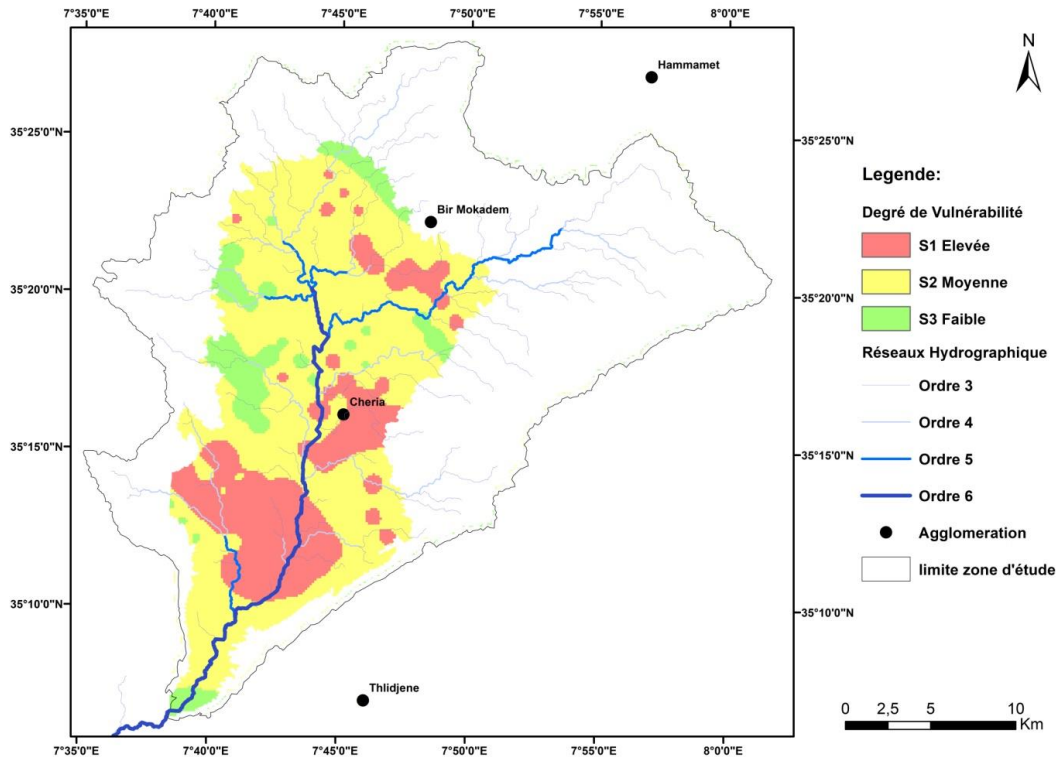 7°35'0"E 7°40'0"E 7°45'0"E 7°50'0"E 7°55'0"E 8°0'0"E
N
Hammamet
35°25'0"N 35°25'0"N
Legende:
Degré de Vulnérabilité
Bir Mokadem
S1 Elevée
S2 Moyenne
35°20'0"N 35°20'0"N
S3 Faible
Réseaux Hydrographique
Ordre 3
Cheria
Ordre 4
35°15'0"N 35°15'0"N
Ordre 5
Ordre 6
Agglomeration
limite zone d'étude
35°10'0"N 35°10'0"N
Thlidjene
0 2,5 5 10
Km
7°35'0"E 7°40'0"E 7°45'0"E 7°50'0"E 7°55'0"E 8°0'0"E